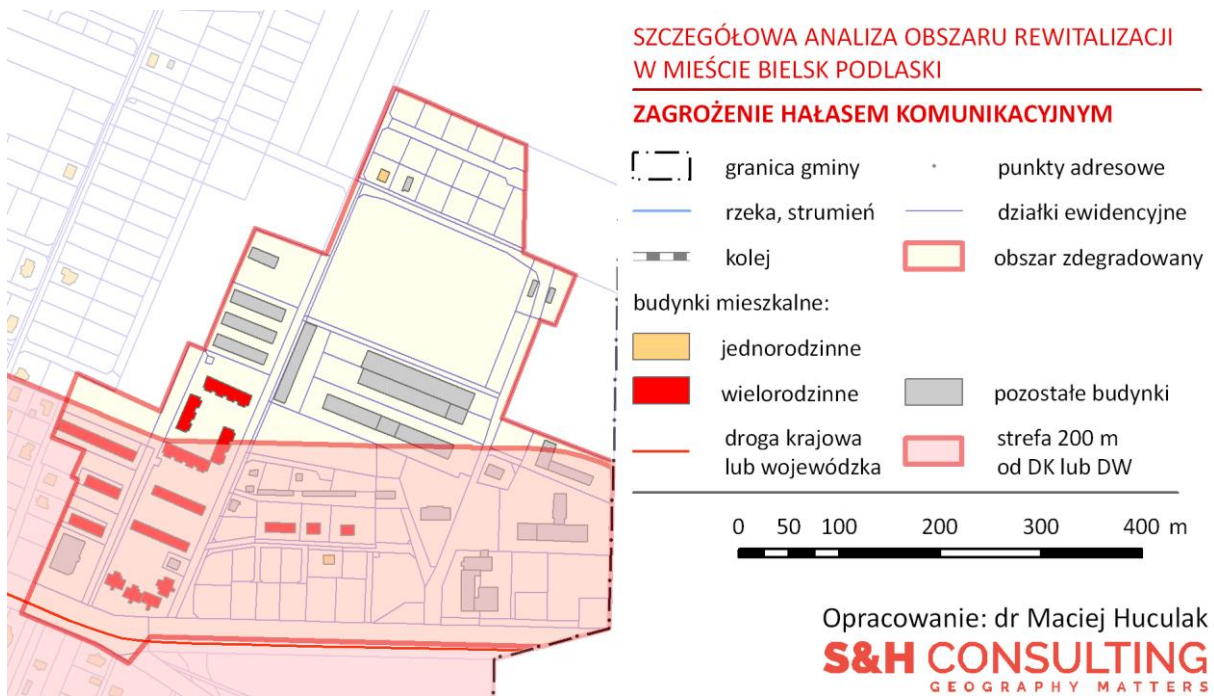 SZCZEGÓŁOWA ANALIZA OBSZARU REWITALIZACJI
W MIEŚCIE BIELSK PODLASKI
ZAGROŻENIE HAŁASEM KOMUNIKACYJNYM
granica gminy
punkty adresowe
rzeka, strumień
działki ewidencyjne
kolej
obszar zdegradowany
budynki mieszkalne:
jednorodzinne
wielorodzinne
pozostałe budynki
droga krajowa
lub wojewódzka
strefa 200 m
od DK lub DW
0 50 100 200 300 400 m
Opracowanie: dr Maciej Huculak
S&H CONSULTING
GEOGRAPHY MATTERS